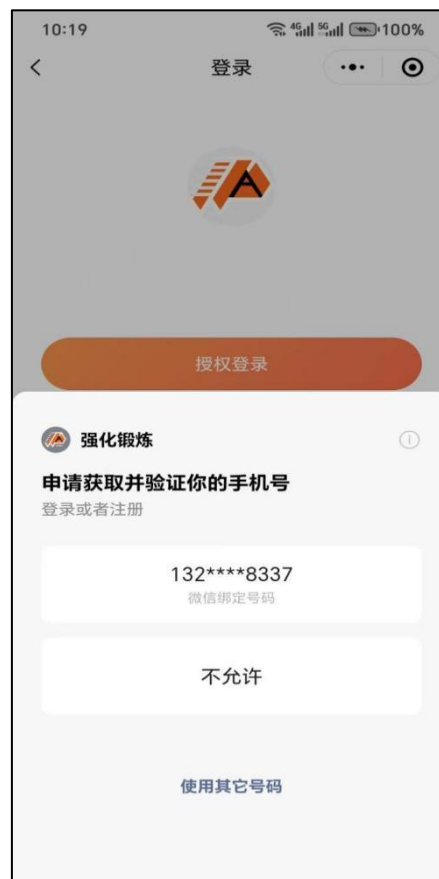 10:19
4G 5G 100%
登录
授权登录
强化锻炼
申请获取并验证你的手机号
登录或者注册
132****8337
微信绑定号码
不允许
使用其它号码